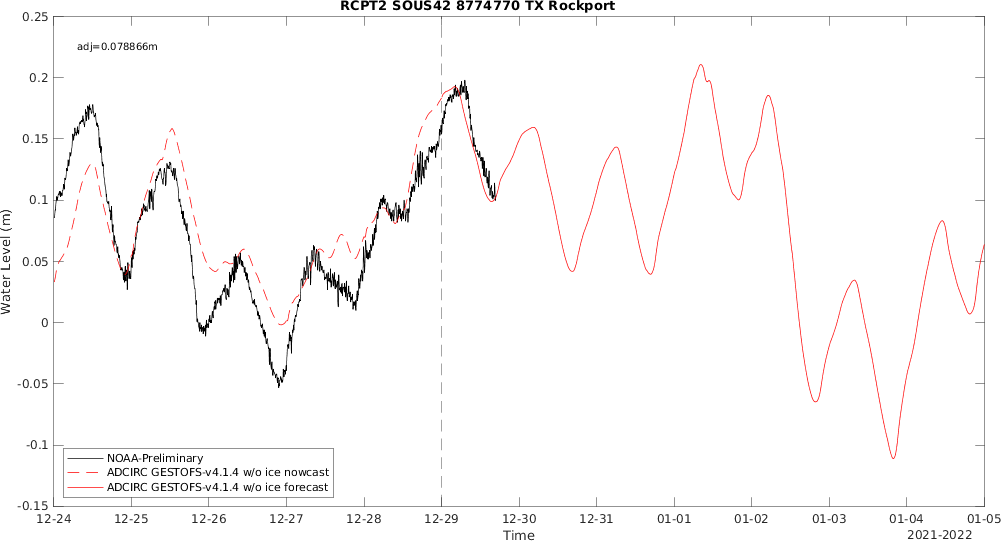 RCPT2 SOUS42 8774770 TX Rockport
adj=0.078866m
Water Level (m)
0.25
0.2
0.15
0.1
0.05
0
-0.05
-0.1
-0.15
NOAA-Preliminary
ADCIRC GESTOFS-v4.1.4 w/o ice nowcast
ADCIRC GESTOFS-v4.1.4 w/o ice forecast
12-24 12-25 12-26 12-27 12-28 12-29 12-30 12-31 01-01 01-02 01-03 01-04 01-05
Time
2021-2022